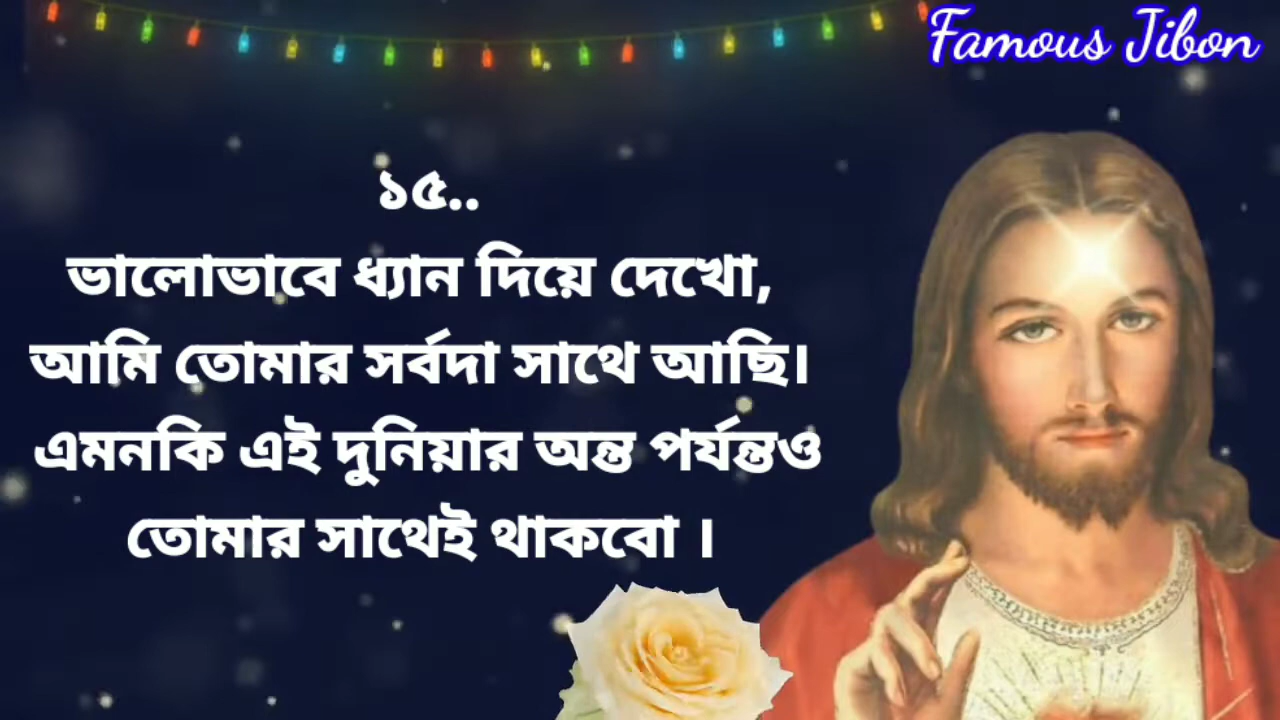 Famous Jibon
১৫..
ভালোভাবে ধ্যান দিয়ে দেখো,
আমি তোমার সর্বদা সাথে আছি।
এমনকি এই দুনিয়ার অন্ত পর্যন্তও
তোমার সাথেই থাকবো ।